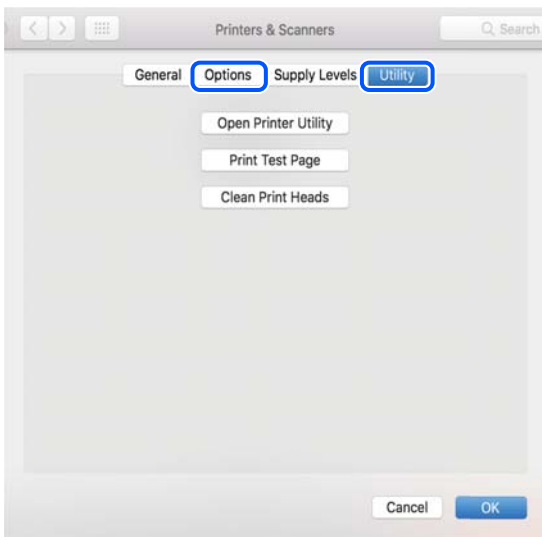 Printers & Scanners Search
General Options Supply Levels Utility
Open Printer Utility
Print Test Page
Clean Print Heads
Cancel OK